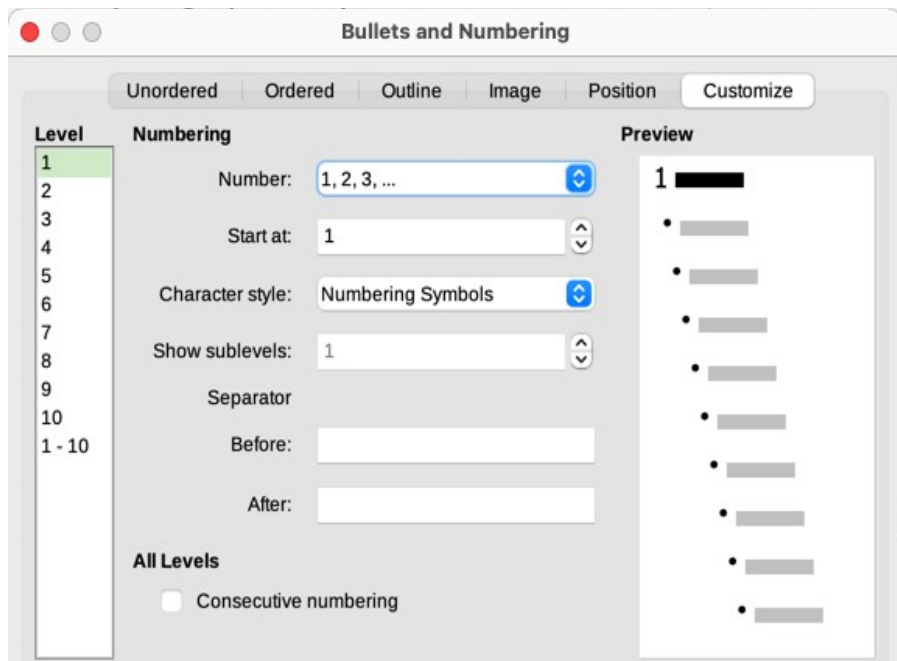 Bullets and Numbering
Unordered Ordered Outline Image Position Customize
Level
1
2
3
4
5
6
7
8
9
10
1 - 10
Numbering
Number: 1, 2, 3, ...
Start at: 1
Character style: Numbering Symbols
Show sublevels: 1
Separator
Before:
After:
All Levels
Consecutive numbering
Preview
1